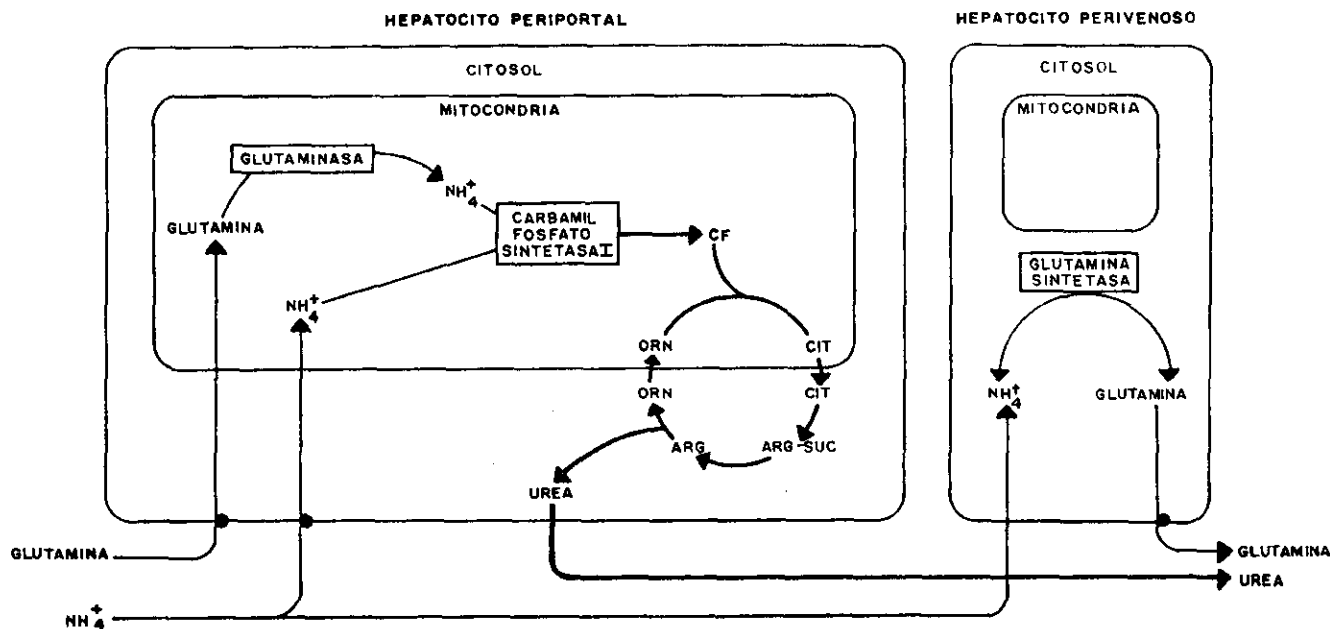 HEPATOCITO PERIPORTAL
CITOSOL
MITOCONDRIA
GLUTAMINASA
NH4+
GLUTAMINA
CARBAMIL
FOSFATO
SINTETASA I
CF
NH4+
ORN
CIT
ORN
CIT
ARG
ARG-SUC
UREA
HEPATOCITO PERIVENOSO
CITOSOL
MITOCONDRIA
GLUTAMINA
SINTETASA
NH4+
GLUTAMINA
GLUTAMINA
NH4+
GLUTAMINA
UREA